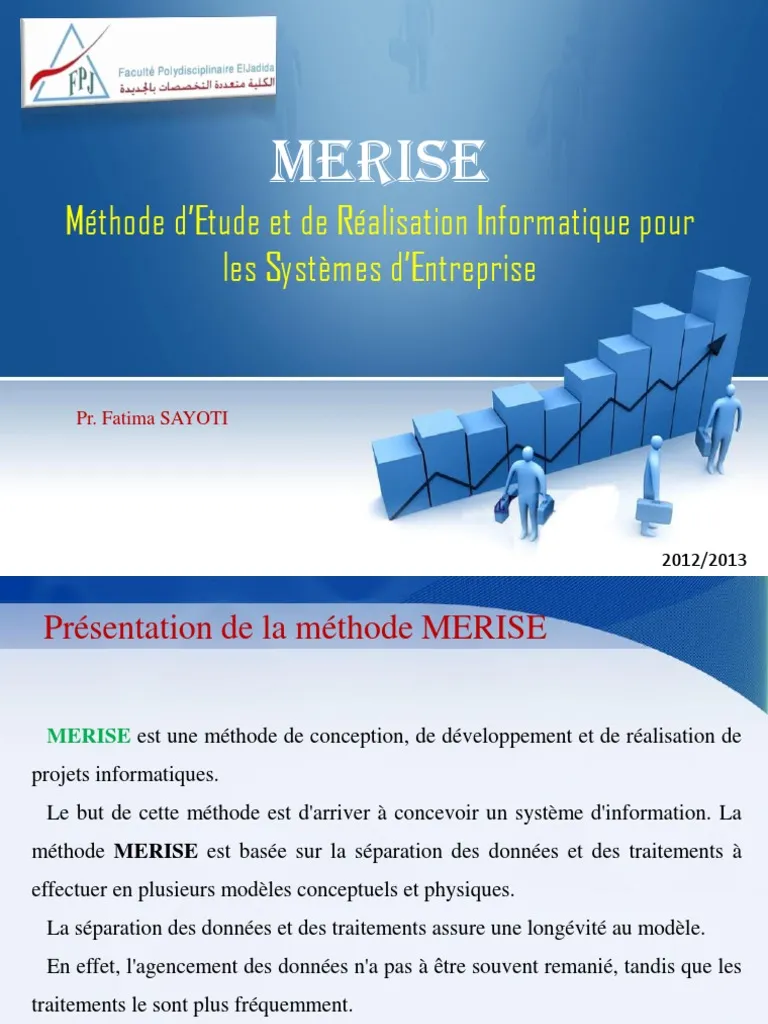 FPJ
Faculté Polydisciplinaire ElJadida
الكلية متعددة التخصصات بالجديدة
MERISE
Méthode d'Etude et de Réalisation Informatique pour
les Systèmes d'Entreprise
Pr. Fatima SAYOTI
2012/2013
Présentation de la méthode MERISE
MERISE est une méthode de conception, de développement et de réalisation de
projets informatiques.
Le but de cette méthode est d'arriver à concevoir un système d'information. La
méthode MERISE est basée sur la séparation des données et des traitements à
effectuer en plusieurs modèles conceptuels et physiques.
La séparation des données et des traitements assure une longévité au modèle.
En effet, l'agencement des données n'a pas à être souvent remanié, tandis que les
traitements le sont plus fréquemment.